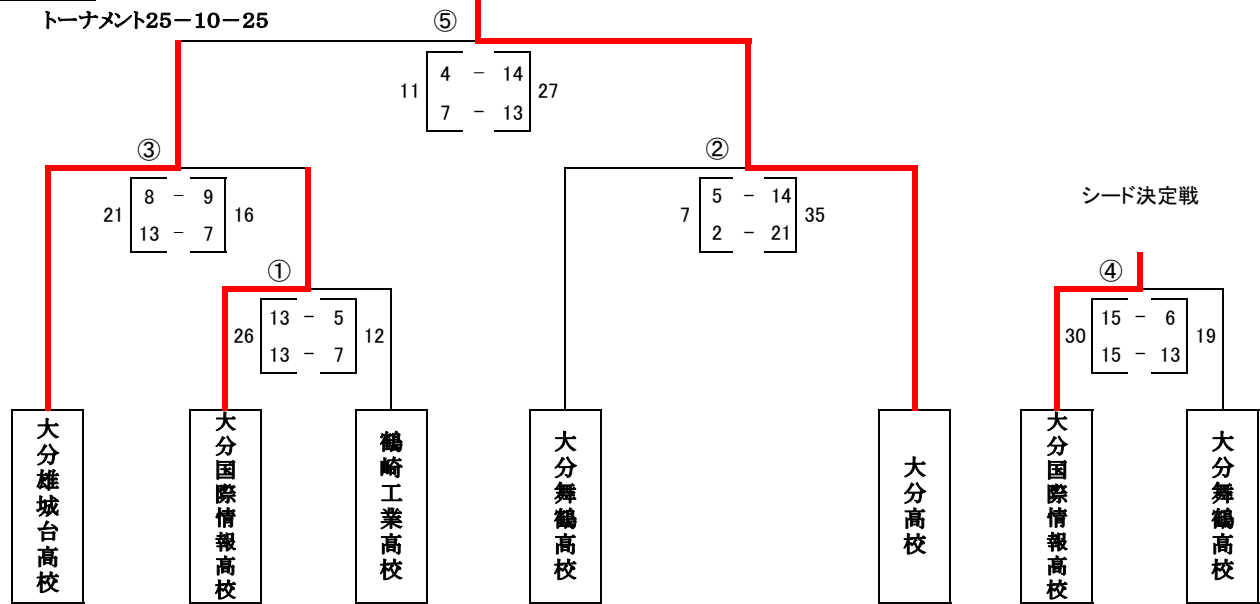 トーナメント25－10－25
⑤
4 － 14
11 27
7 － 13
③
②
シード決定戦
8 － 9
21 16
13 － 7
5 － 14
7 35
2 － 21
①
④
13 － 5
26 12
13 － 7
15 － 6
30 19
15 － 13
大分雄城台高校
大分国際情報高校
鶴崎工業高校
大分舞鶴高校
大分高校
大分国際情報高校
大分舞鶴高校